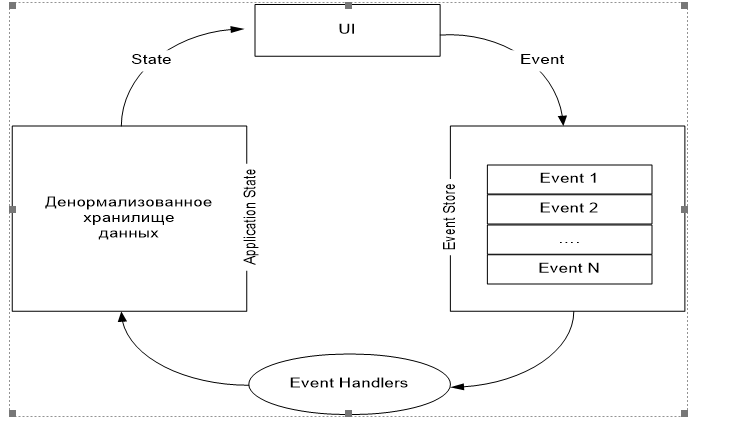 UI
State
Event
Денормализованное
хранилище
данных
Application State
Event Store
Event 1
Event 2
....
Event N
Event Handlers